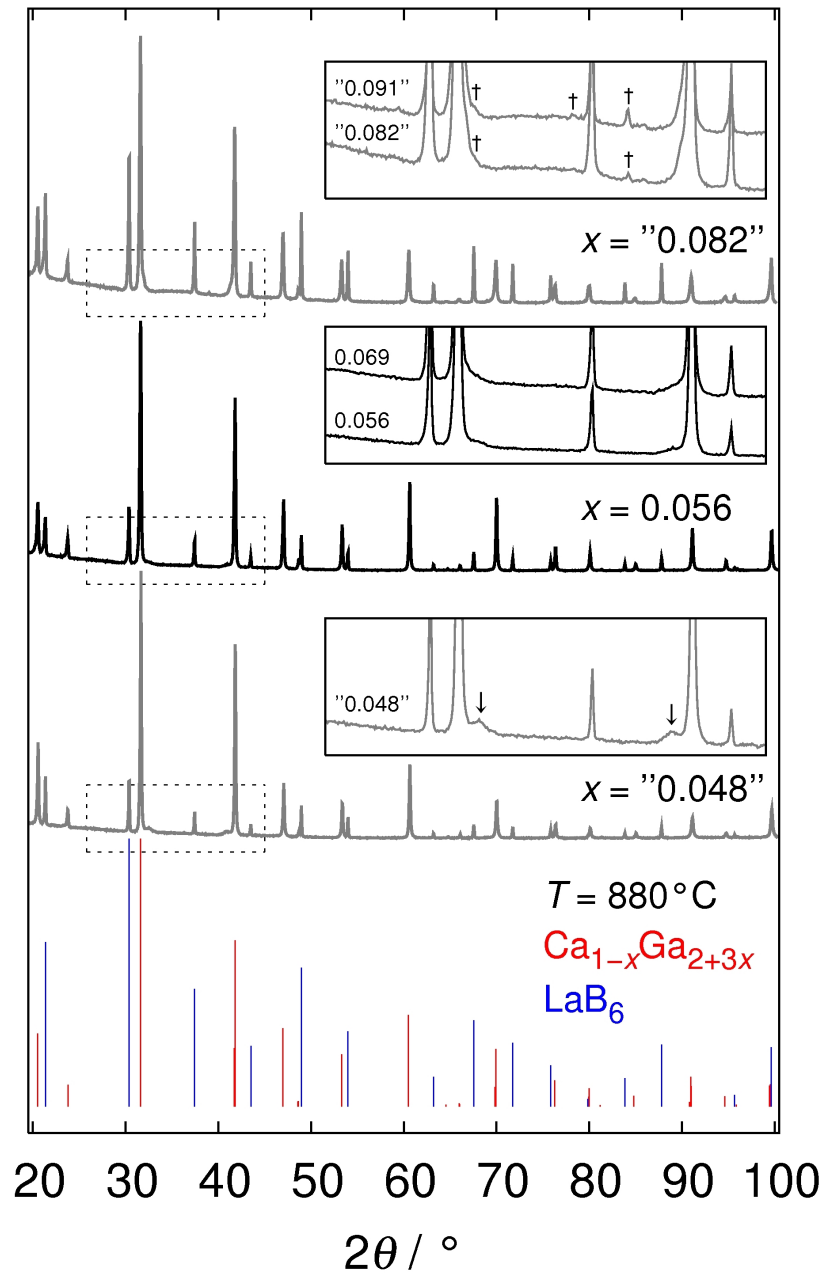 "0.091" † † †
"0.082" † †
x = "0.082"
0.069
0.056
x = 0.056
"0.048" ↓ ↓
x = "0.048"
T = 880°C
Ca₁₋ₓGa₂₊₃ₓ
LaB₆
20 30 40 50 60 70 80 90 100
2θ / °